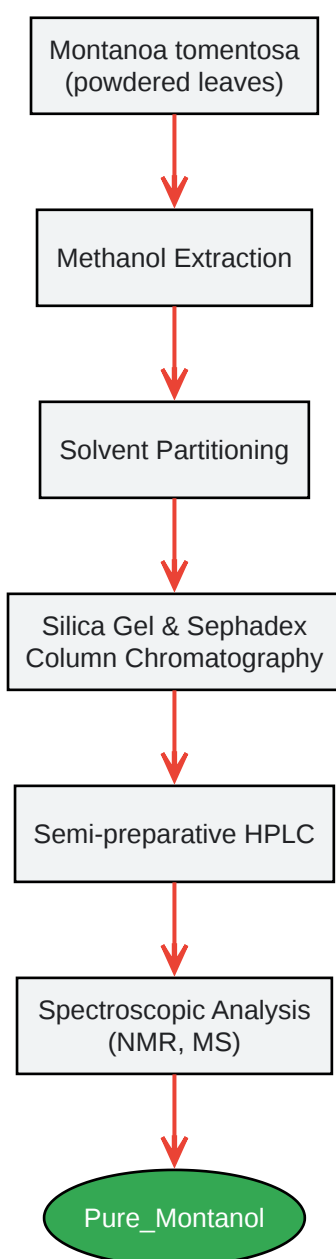 Montanoa tomentosa
(powdered leaves)
Methanol Extraction
Solvent Partitioning
Silica Gel & Sephadex
Column Chromatography
Semi-preparative HPLC
Spectroscopic Analysis
(NMR, MS)
Pure_Montanol